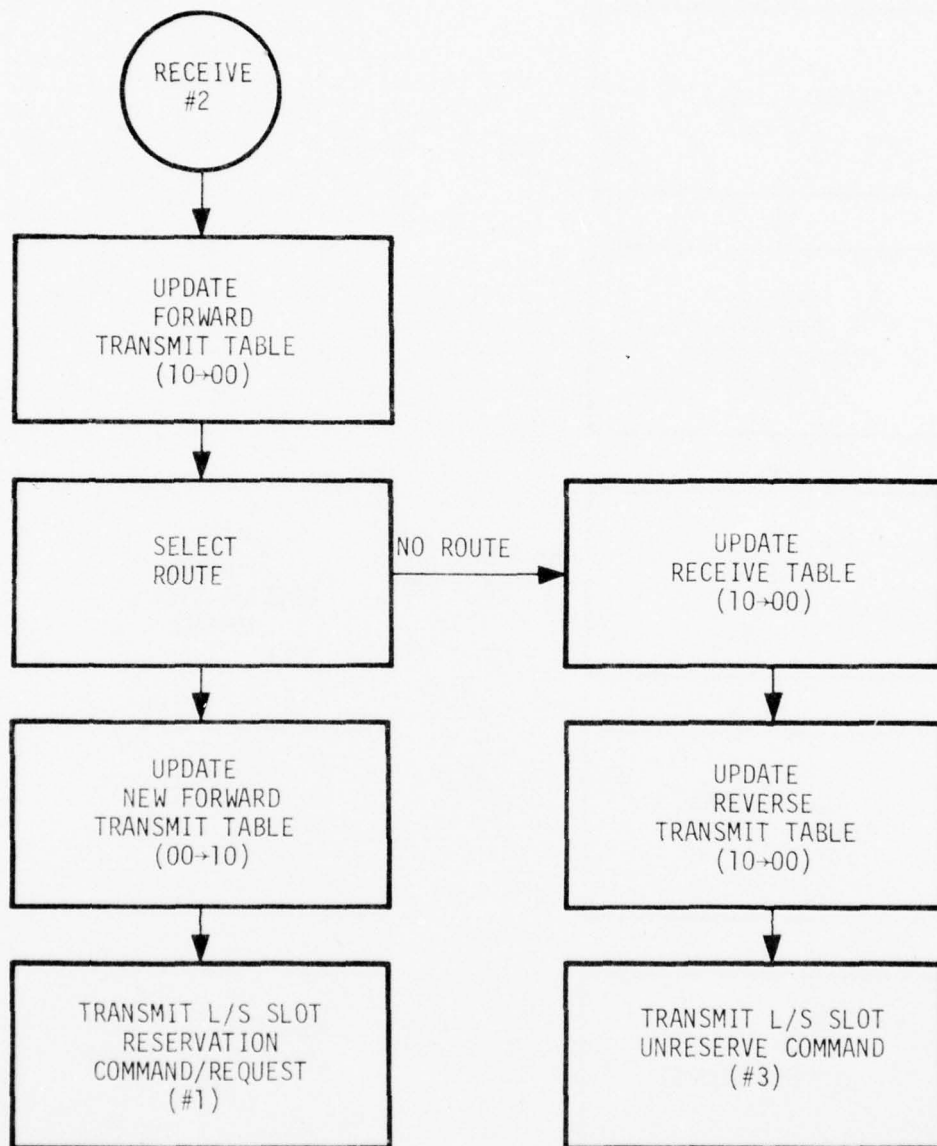 RECEIVE
#2
UPDATE
FORWARD
TRANSMIT TABLE
(10→00)
SELECT
ROUTE
NO ROUTE
UPDATE
RECEIVE TABLE
(10→00)
UPDATE
NEW FORWARD
TRANSMIT TABLE
(00→10)
UPDATE
REVERSE
TRANSMIT TABLE
(10→00)
TRANSMIT L/S SLOT
RESERVATION
COMMAND/REQUEST
(#1)
TRANSMIT L/S SLOT
UNRESERVE COMMAND
(#3)